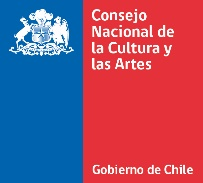 Consejo
Nacional de
la Cultura y
las Artes
Gobierno de Chile